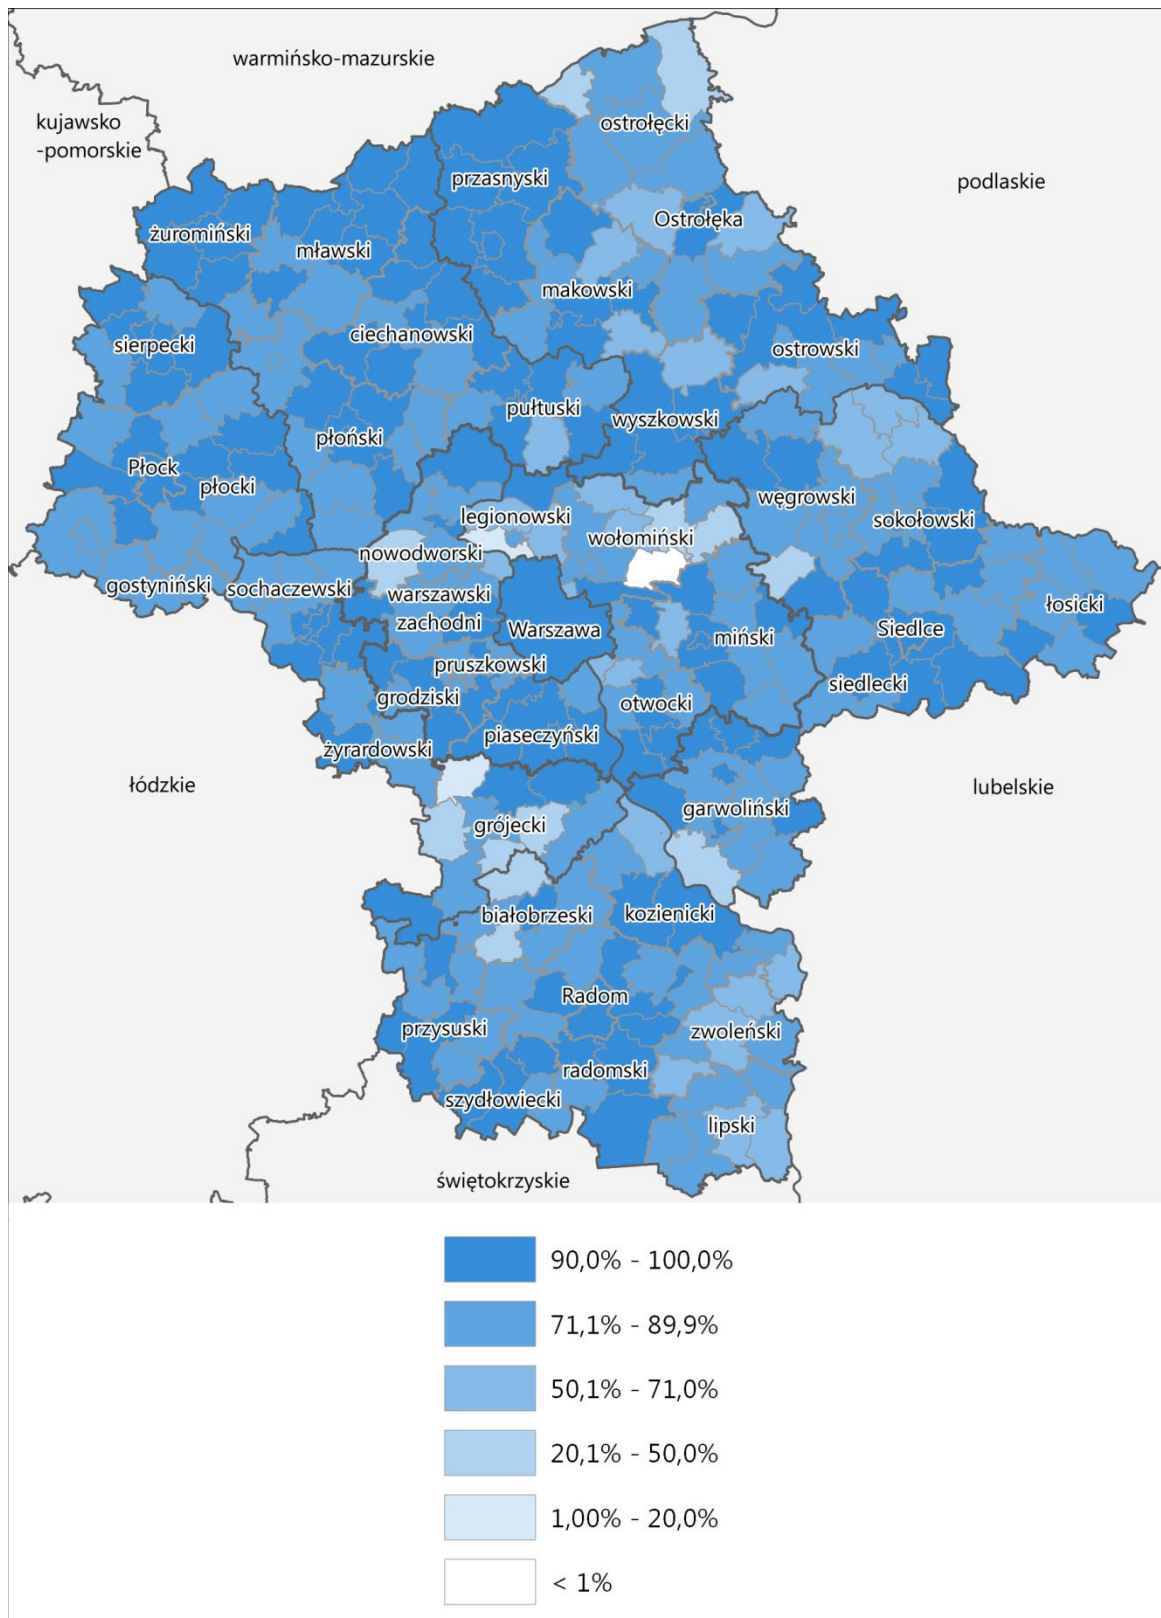 warmińsko-mazurskie
kujawsko
-pomorskie
ostrołęcki
przasnyski
podlaskie
Ostrołęka
żuromiński
mławski
makowski
ciechanowski
sierpecki
ostrowski
pułtuski
wyszkowski
płoński
Płock
płocki
węgrowski
legionowski
sokołowski
wołomiński
nowodworski
gostyniński
sochaczewski
warszawski
zachodni
łosicki
Warszawa
Siedlce
miński
pruszkowski
siedlecki
grodziski
otwocki
piaseczyński
żyrardowski
łódzkie
lubelskie
garwoliński
grójecki
białobrzeski
kozienicki
Radom
przysuski
zwoleński
radomski
szydłowiecki
lipski
świętokrzyskie
90,0% - 100,0%
71,1% - 89,9%
50,1% - 71,0%
20,1% - 50,0%
1,00% - 20,0%
< 1%